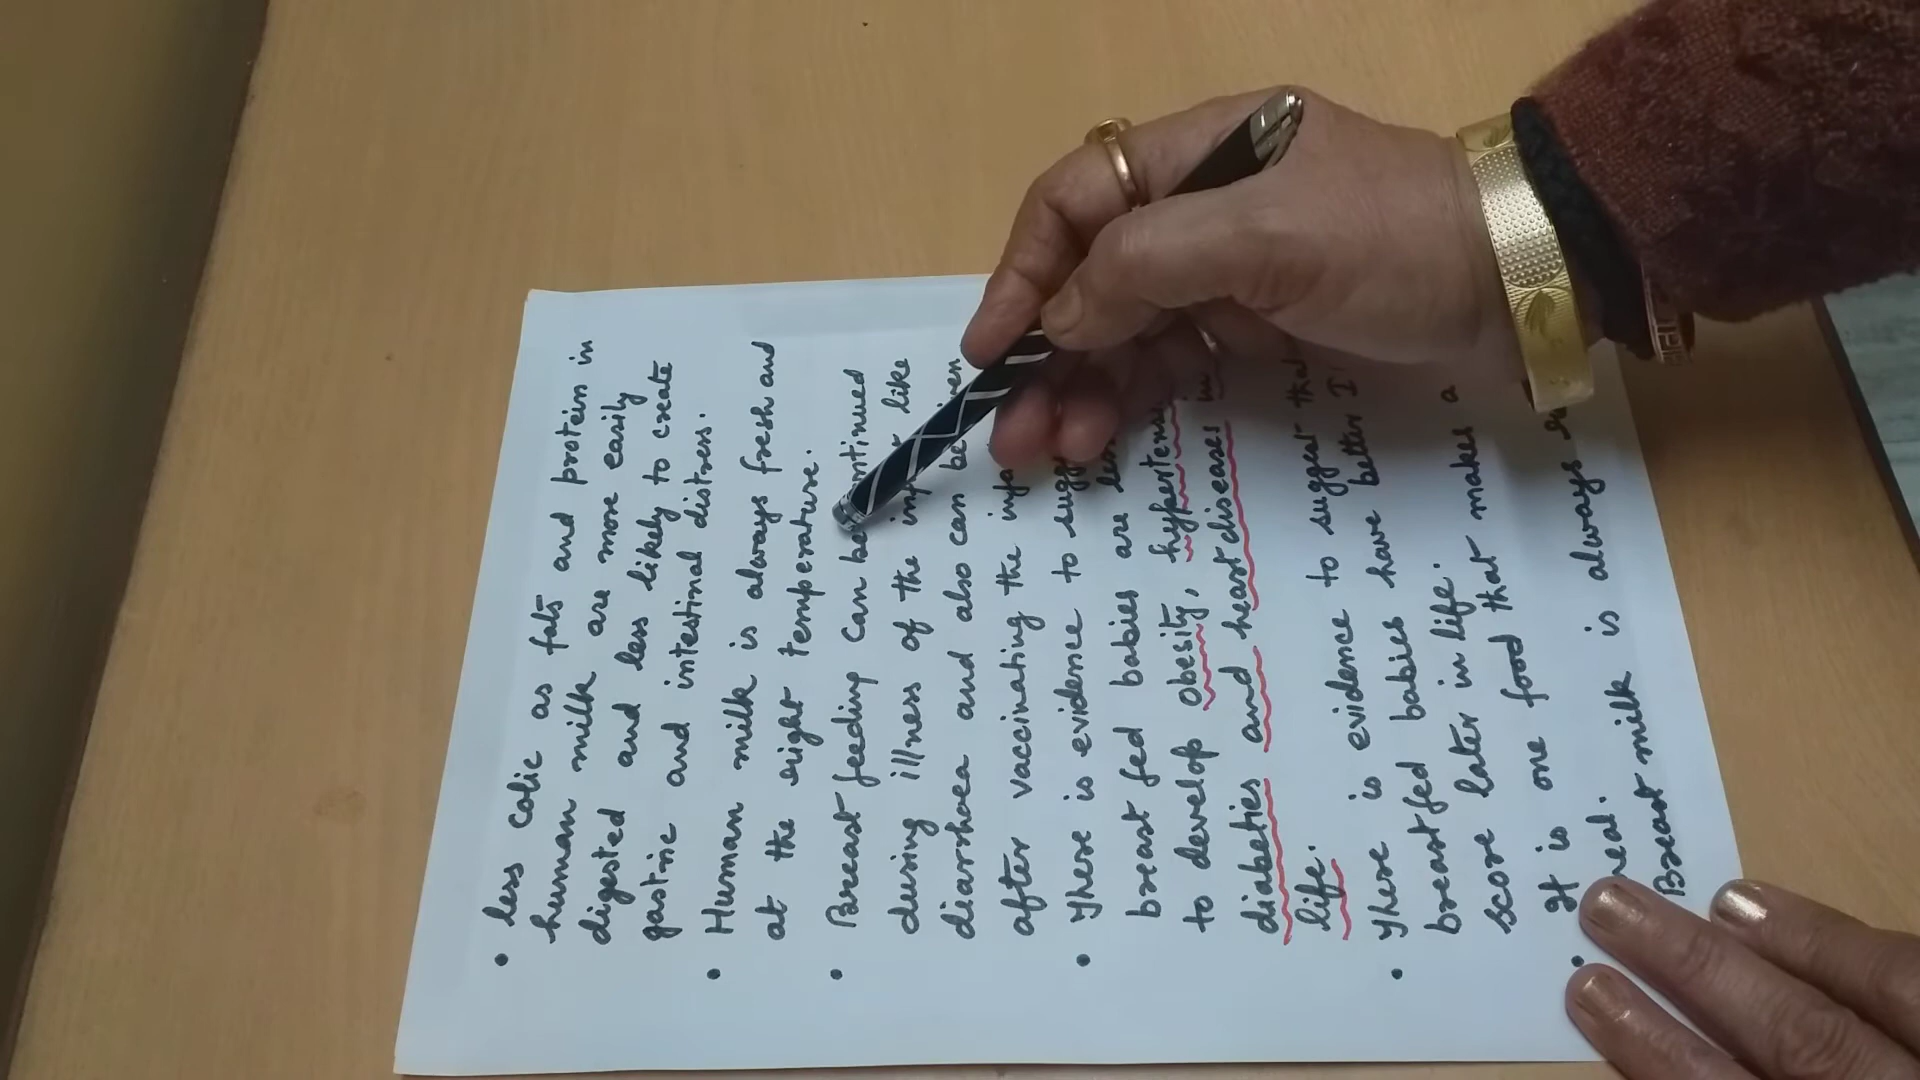 • less colic as fats and protein in
human milk are more easily
digested and less likely to create
gastric and intestinal distress.
• Human milk is always fresh and
at the right temperature.
• Breast feeding can be continued
during illness of the like
diarrhoea and also can be
after vaccinating the
• There is evidence to
breast fed babies are
to develop obesity,
diabeties and heart diseases
life.
• There is evidence to suggest
breastfed babies have better
score later in life.
• It is one food that makes a
meal.
Breast milk is always